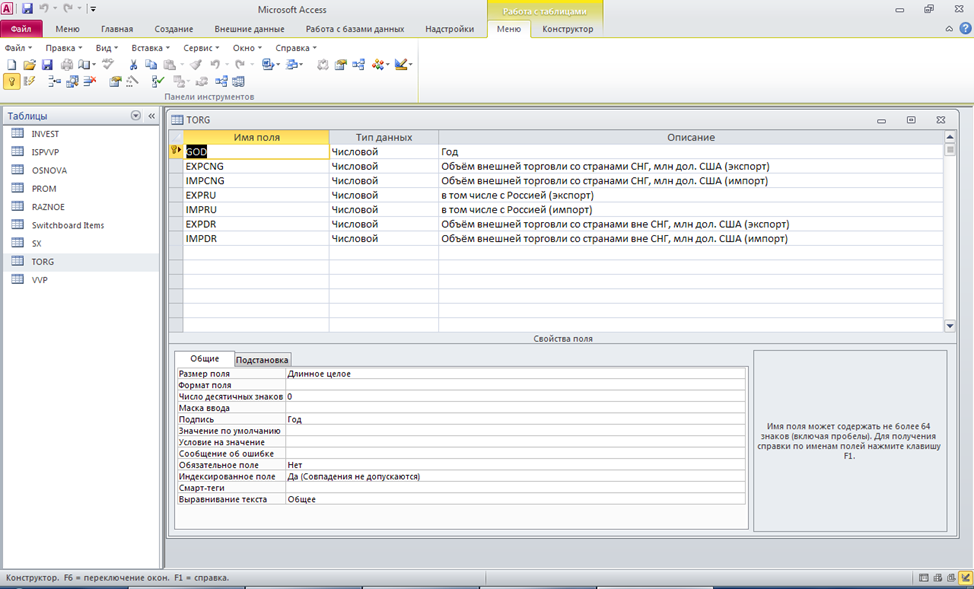 Microsoft Access
Работа с таблицами
Файл Меню Главная Создание Внешние данные Работа с базами данных Надстройки Меню Конструктор
Файл Правка Вид Вставка Сервис Окно Справка
Панели инструментов
Таблицы
INVEST
ISPVVP
OSNOVA
PROM
RAZNOE
Switchboard Items
SX
TORG
VVP
TORG
Имя поля Тип данных Описание
GOD Числовой Год
EXPCNG Числовой Объём внешней торговли со странами СНГ, млн дол. США (экспорт)
IMPCNG Числовой Объём внешней торговли со странами СНГ, млн дол. США (импорт)
EXPRU Числовой в том числе с Россией (экспорт)
IMPRU Числовой в том числе с Россией (импорт)
EXPDR Числовой Объём внешней торговли со странами вне СНГ, млн дол. США (экспорт)
IMPDR Числовой Объём внешней торговли со странами вне СНГ, млн дол. США (импорт)
Свойства поля
Общие Подстановка
Размер поля Длинное целое
Формат поля
Число десятичных знаков 0
Маска ввода
Подпись Год
Значение по умолчанию
Условие на значение
Сообщение об ошибке
Обязательное поле Нет
Индексированное поле Да (Совпадения не допускаются)
Смарт-теги
Выравнивание текста Общее
Имя поля может содержать не более 64
знаков (включая пробелы). Для получения
справки по именам полей нажмите клавишу
F1.
Конструктор. F6 = переключение окон. F1 = справка.